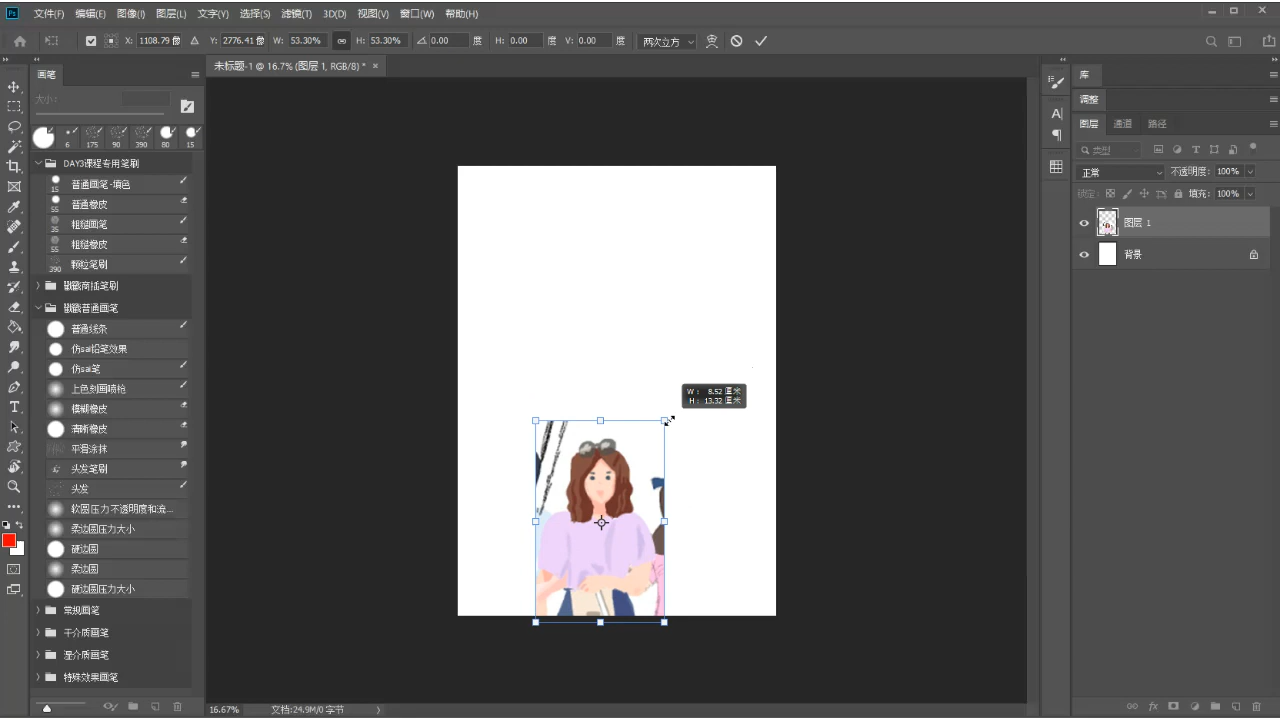 Ps 文件(F) 编辑(E) 图像(I) 图层(L) 文字(Y) 选择(S) 滤镜(T) 3D(D) 视图(V) 窗口(W) 帮助(H)
X: 1108.79 像 Y: 2776.41 像 W: 53.30% H: 53.30% 0.00 度 H: 0.00 度 V: 0.00 度 两次立方
画笔
未标题-1 @ 16.7% (图层 1, RGB/8) * ×
大小:
6 175 90 390 80 15
DAY3课程专用笔刷
15 普通画笔-填色
55 普通橡皮
35 粗糙画笔
55 粗糙橡皮
390 颗粒笔刷
戳戳商插笔刷
戳戳普通画笔
普通线条
仿sai铅笔效果
仿sai笔
上色刻画喷枪
模糊橡皮
清晰橡皮
平滑涂抹
头发笔刷
头发
软圆压力不透明度和流...
柔边圆压力大小
硬边圆
柔边圆
硬边圆压力大小
常规画笔
干介质画笔
湿介质画笔
特殊效果画笔
W: 8.52 厘米
H: 13.32 厘米
16.67% 文档:24.9M/0 字节
库
调整
图层 通道 路径
类型
正常 不透明度: 100%
锁定: 填充: 100%
图层 1
背景